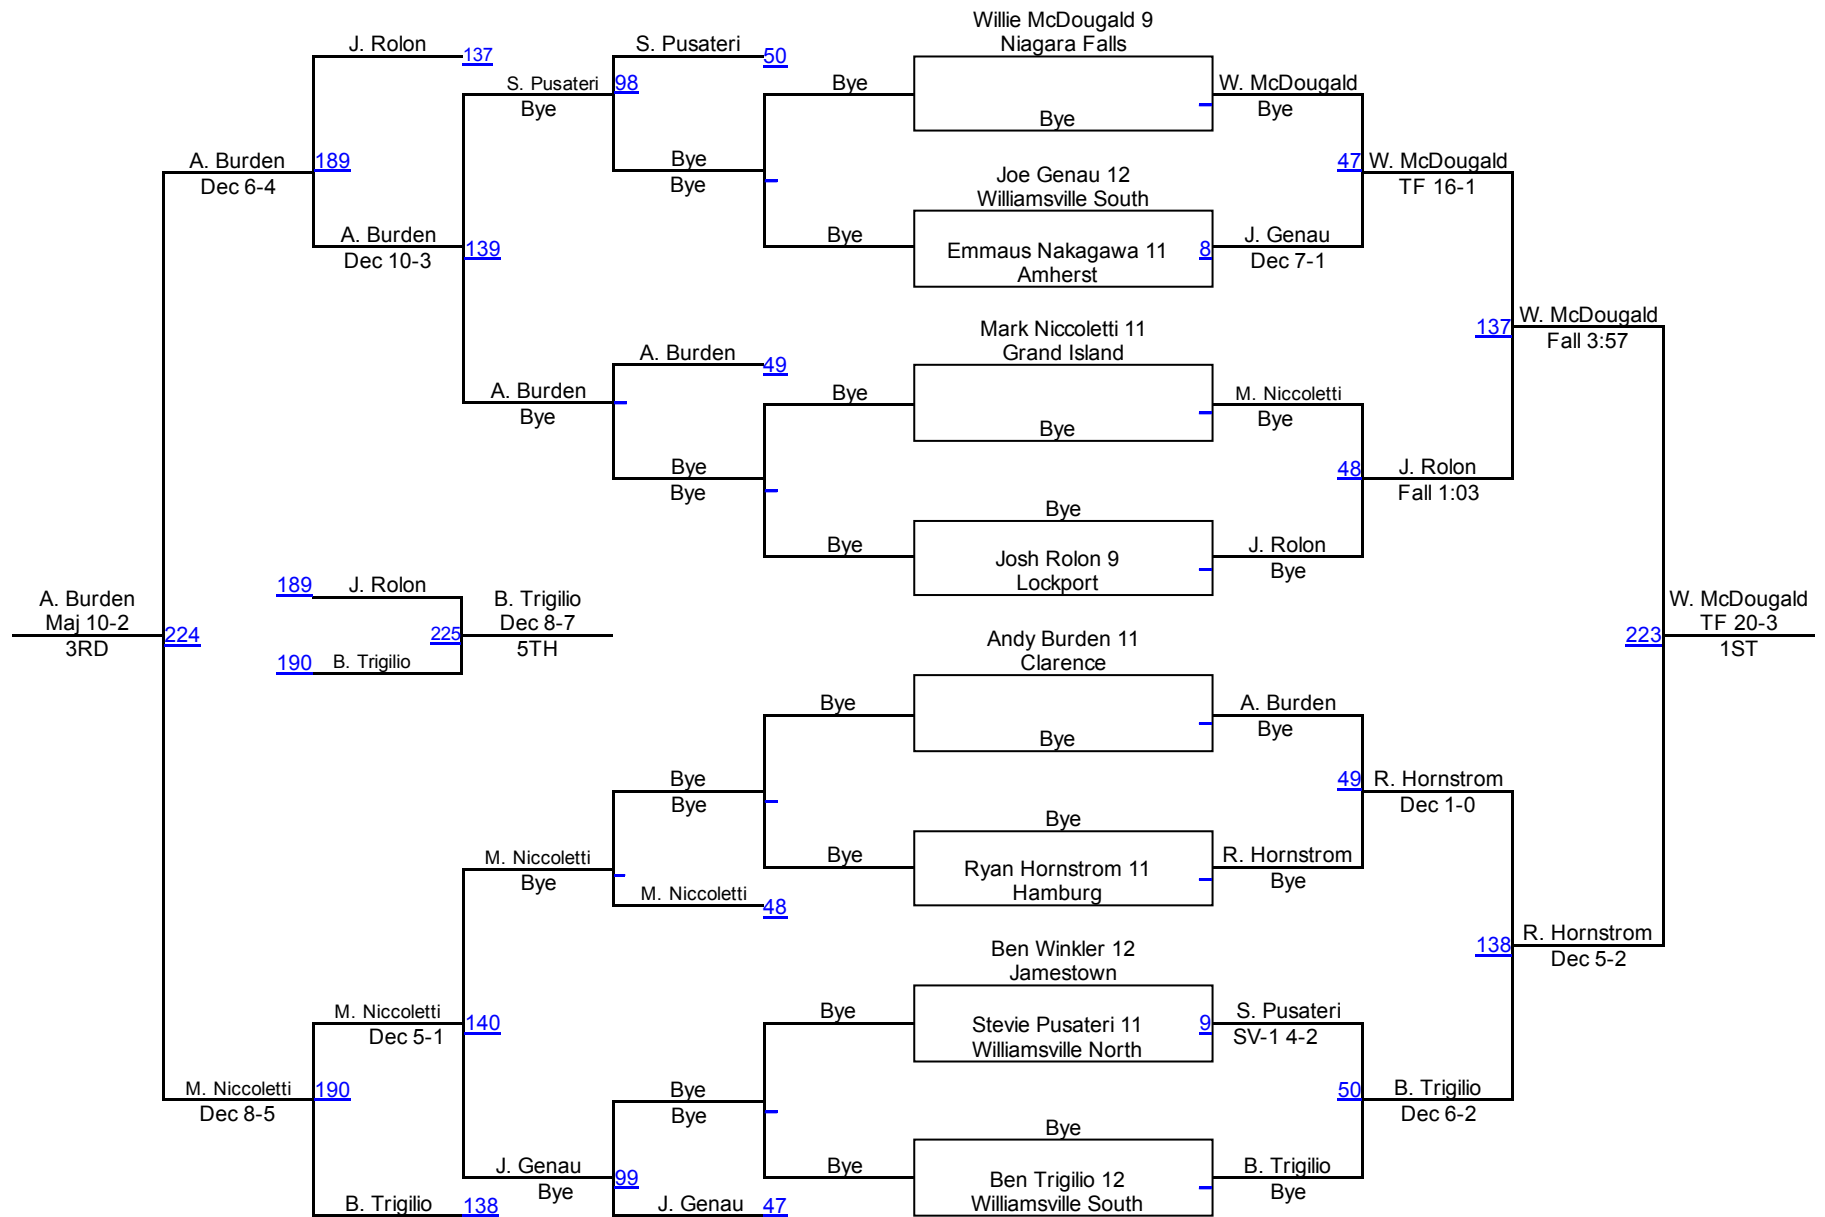 Willie McDougald 9
Niagara Falls
J. Rolon
137
S. Pusateri
50
S. Pusateri
98
Bye
Bye
W. McDougald
Bye
Bye
A. Burden
189
Dec 6-4
Bye
Bye
Joe Genau 12
Williamsville South
47
W. McDougald
TF 16-1
A. Burden
139
Dec 10-3
Bye
Emmaus Nakagawa 11
8
Amherst
J. Genau
Dec 7-1
Mark Niccoletti 11
Grand Island
137
W. McDougald
Fall 3:57
A. Burden
49
A. Burden
Bye
Bye
Bye
M. Niccoletti
Bye
Bye
Bye
48
J. Rolon
Fall 1:03
Bye
Bye
Josh Rolon 9
Lockport
J. Rolon
Bye
A. Burden
Maj 10-2
3RD
224
189
J. Rolon
190
B. Trigilio
225
B. Trigilio
Dec 8-7
5TH
W. McDougald
TF 20-3
1ST
223
Andy Burden 11
Clarence
Bye
Bye
A. Burden
Bye
Bye
Bye
49
R. Hornstrom
Dec 1-0
Bye
Bye
Ryan Hornstrom 11
Hamburg
R. Hornstrom
Bye
M. Niccoletti
Bye
M. Niccoletti
48
138
R. Hornstrom
Dec 5-2
Ben Winkler 12
Jamestown
M. Niccoletti
140
Dec 5-1
Bye
Stevie Pusateri 11
9
Williamsville North
S. Pusateri
SV-1 4-2
M. Niccoletti
190
Dec 8-5
Bye
Bye
50
B. Trigilio
Dec 6-2
Bye
J. Genau
99
Bye
Bye
Ben Trigilio 12
Williamsville South
B. Trigilio
Bye
B. Trigilio
138
J. Genau
47